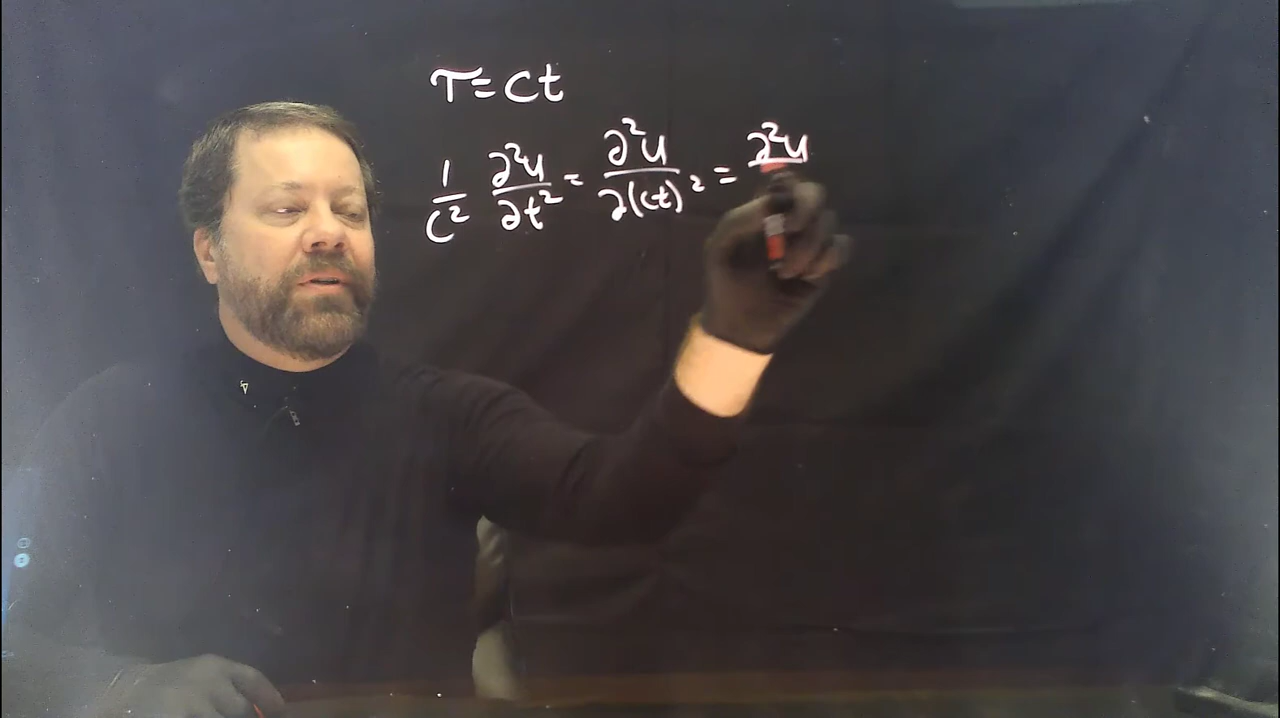 τ = ct
1/c² ∂²u/∂t² = ∂²u/∂(ct)² = ∂²u